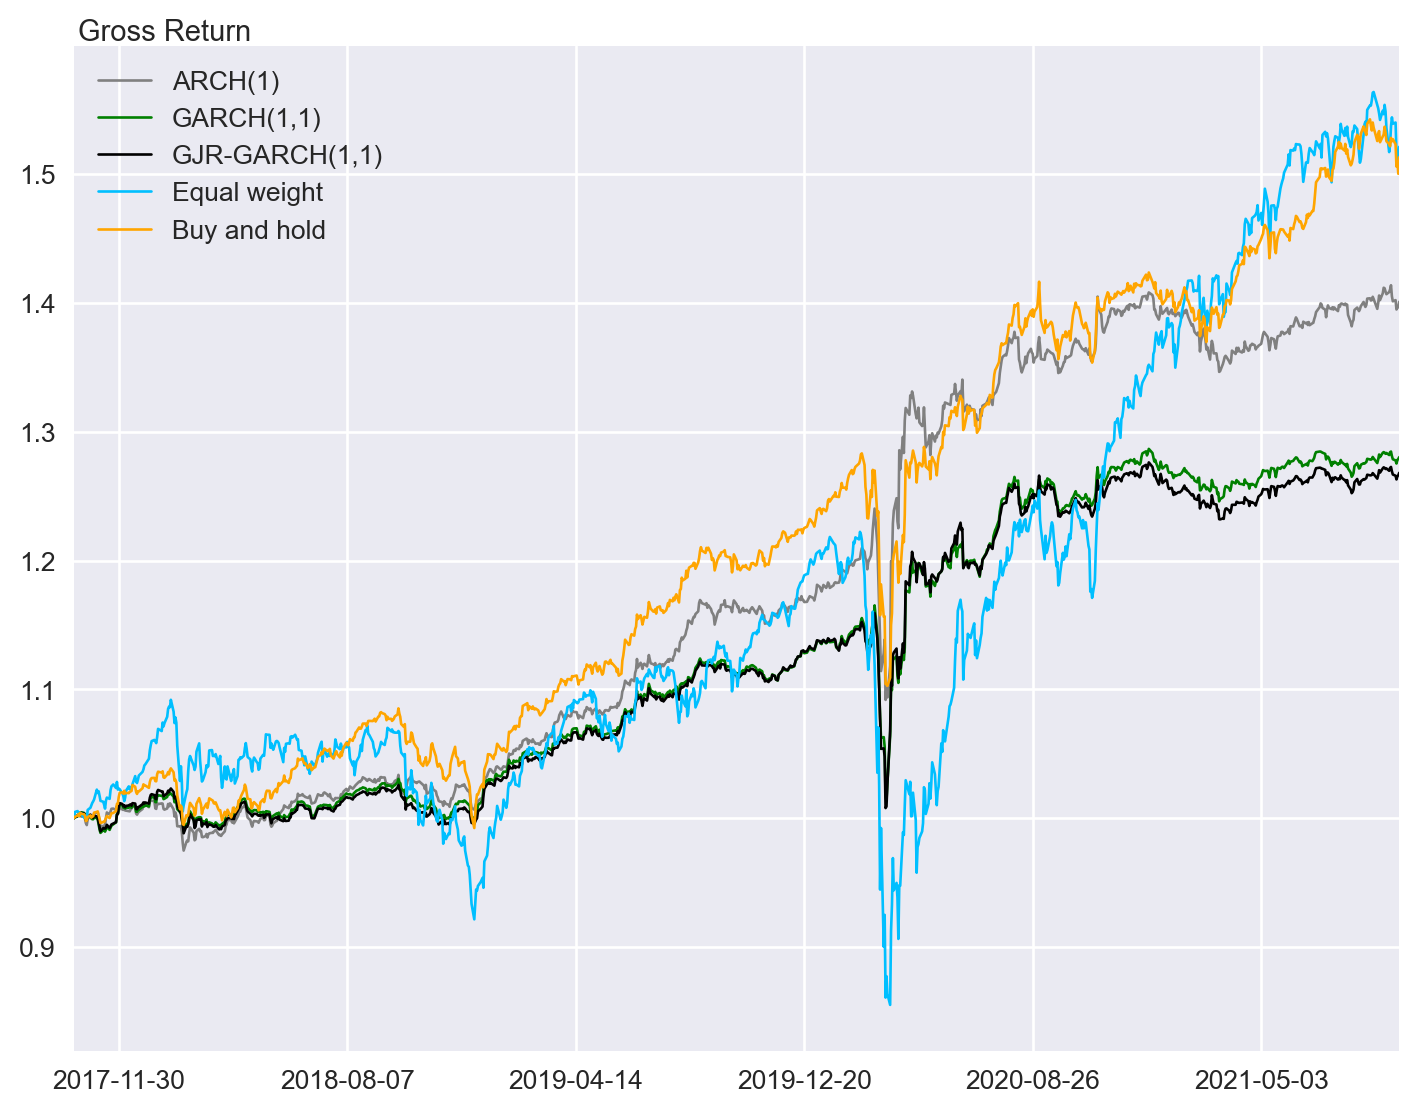 Gross Return
ARCH(1)
GARCH(1,1)
GJR-GARCH(1,1)
Equal weight
Buy and hold
1.5
1.4
1.3
1.2
1.1
1.0
0.9
2017-11-30 2018-08-07 2019-04-14 2019-12-20 2020-08-26 2021-05-03